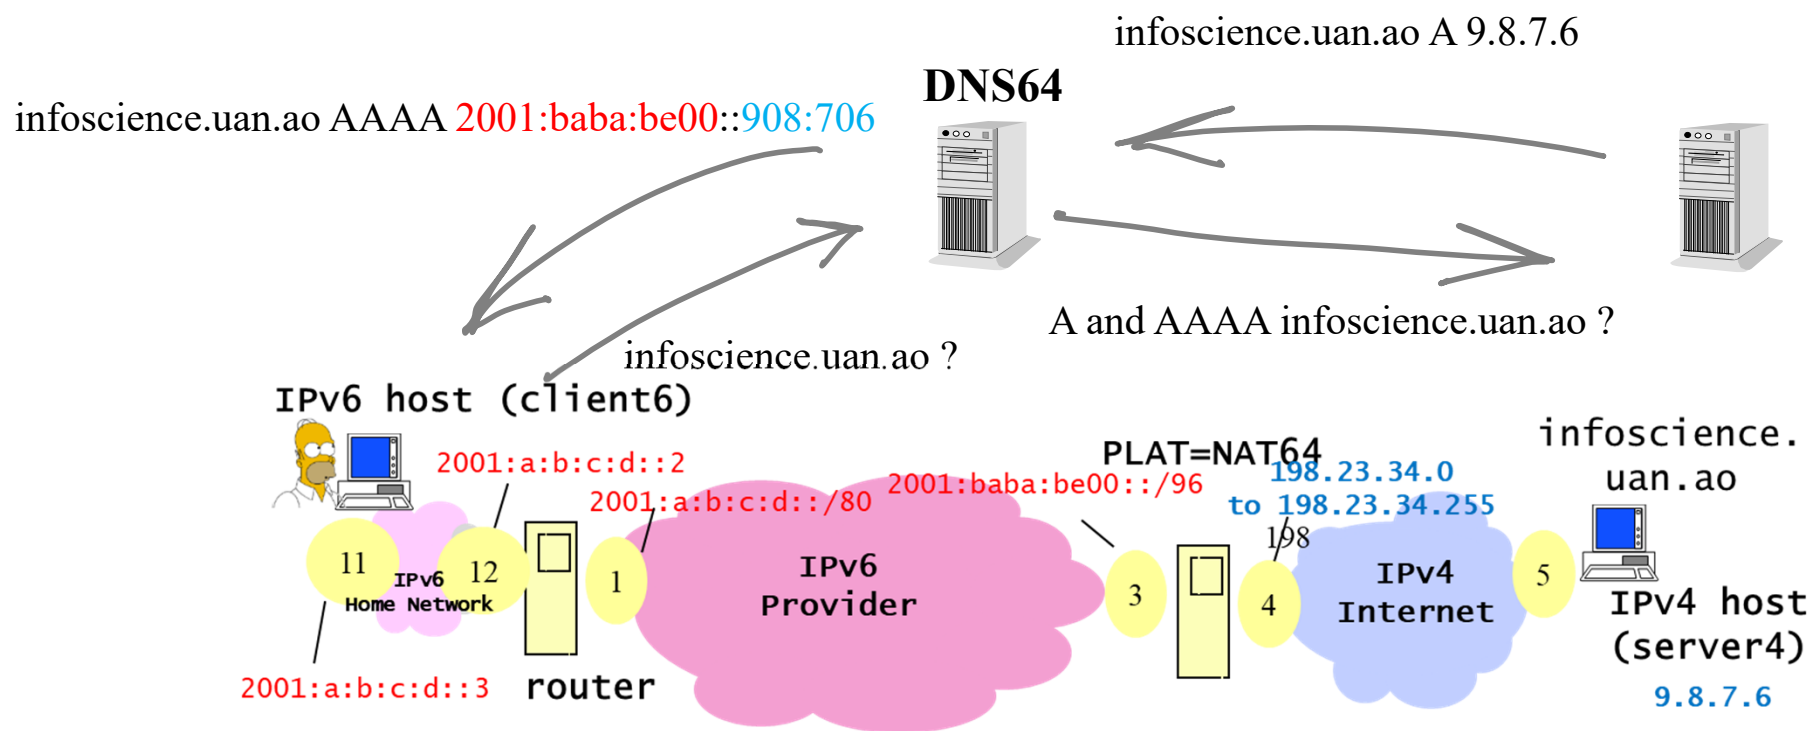 infoscience.uan.ao A 9.8.7.6
DNS64
infoscience.uan.ao AAAA 2001:baba:be00::908:706
A and AAAA infoscience.uan.ao ?
infoscience.uan.ao ?
IPv6 host (client6)
2001:a:b:c:d::2
2001:a:b:c:d::/80
2001:baba:be00::/96
PLAT=NAT64
198.23.34.0
to 198.23.34.255
198
infoscience.
uan.ao
11
IPv6
Home Network
12
1
IPv6
Provider
3
4
IPv4
Internet
5
IPv4 host
(server4)
9.8.7.6
2001:a:b:c:d::3
router